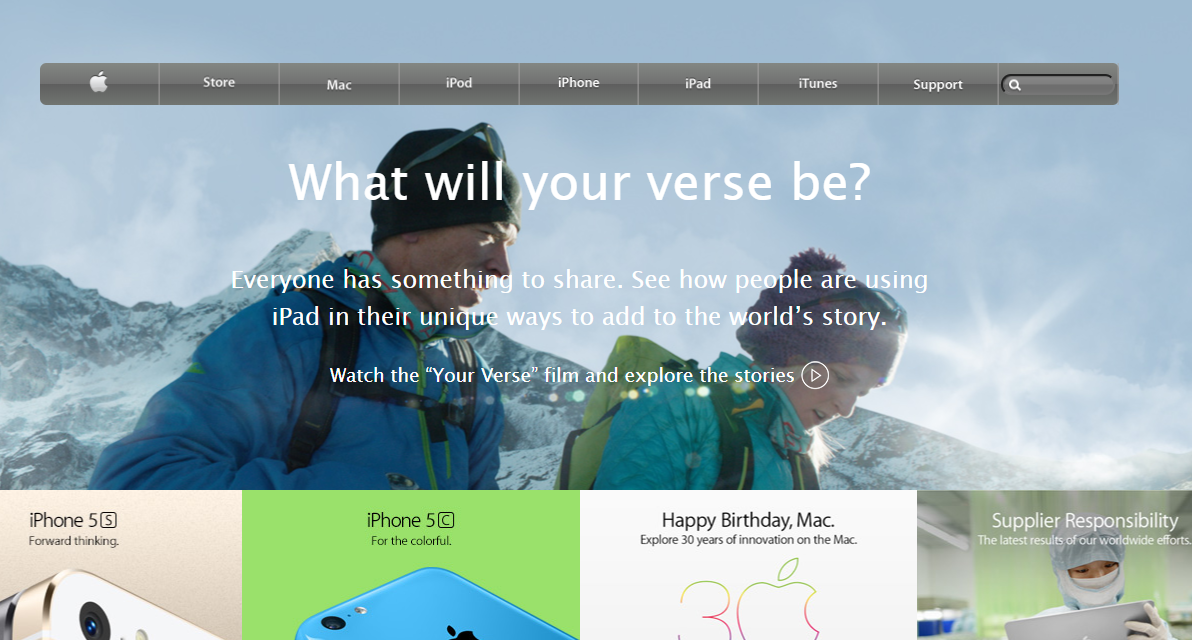 Store Mac iPod iPhone iPad iTunes Support
What will your verse be?
Everyone has something to share. See how people are using
iPad in their unique ways to add to the world’s story.
Watch the “Your Verse” film and explore the stories
iPhone 5S
Forward thinking.
iPhone 5C
For the colorful.
Happy Birthday, Mac.
Explore 30 years of innovation on the Mac.
30
Supplier Responsibility
The latest results of our worldwide efforts.